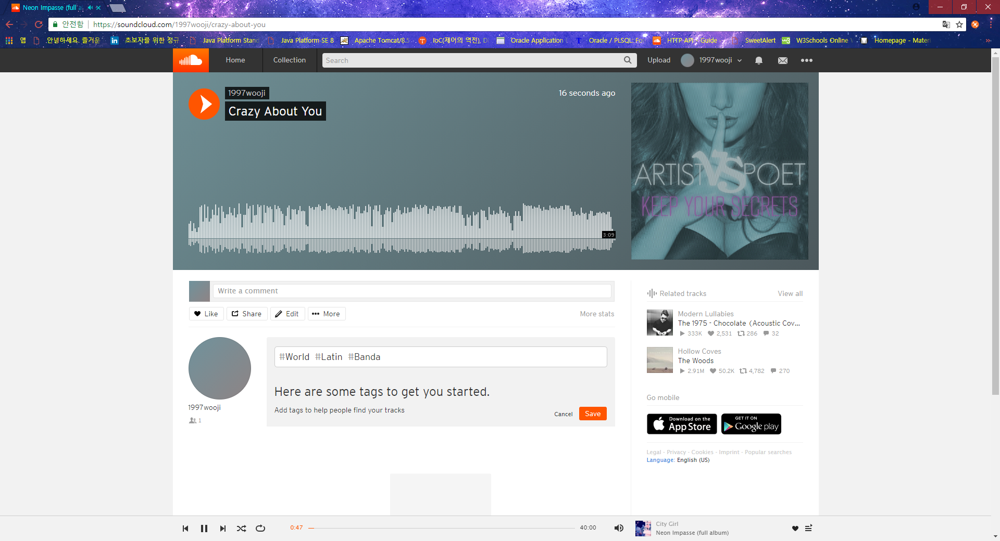 Neon Impasse (full a
안전함 https://soundcloud.com/1997wooji/crazy-about-you
앱 안녕하세요. 즐거운 초보자를 위한 정규 Java Platform Stand Java Platform SE 8 Apache Tomcat/8.5 IoC(제어의 역전), D Oracle Application Oracle / PLSQL: HTTP API - Guide SweetAlert W3Schools Online Homepage - Materi
Home Collection Search Upload 1997wooji
1997wooji
16 seconds ago
Crazy About You
ARTIST VS POET
KEEP YOUR SECRETS
3:09
Write a comment
Like Share Edit More
More stats
1997wooji
1
#World #Latin #Banda
Here are some tags to get you started.
Add tags to help people find your tracks
Cancel Save
Related tracks View all
Modern Lullabies
The 1975 - Chocolate (Acoustic Cov...
333K 2,531 286 32
Hollow Coves
The Woods
2.91M 50.2K 4,782 270
Go mobile
Download on the
App Store
GET IT ON
Google play
Legal - Privacy - Cookies - Imprint - Popular searches
Language: English (US)
0:47 40:00
City Girl
Neon Impasse (full album)